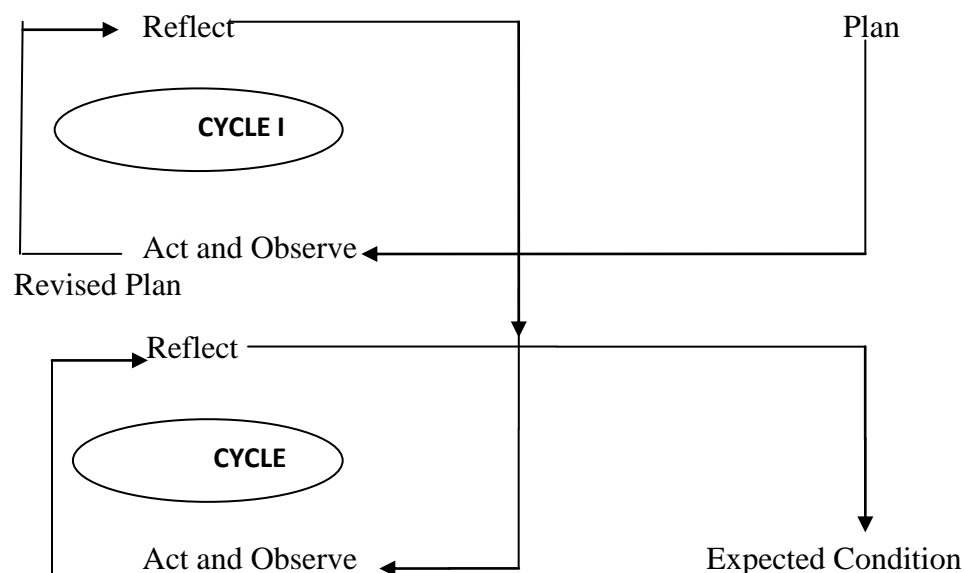 Reflect Plan
CYCLE I
Act and Observe
Revised Plan
Reflect
CYCLE
Act and Observe Expected Condition